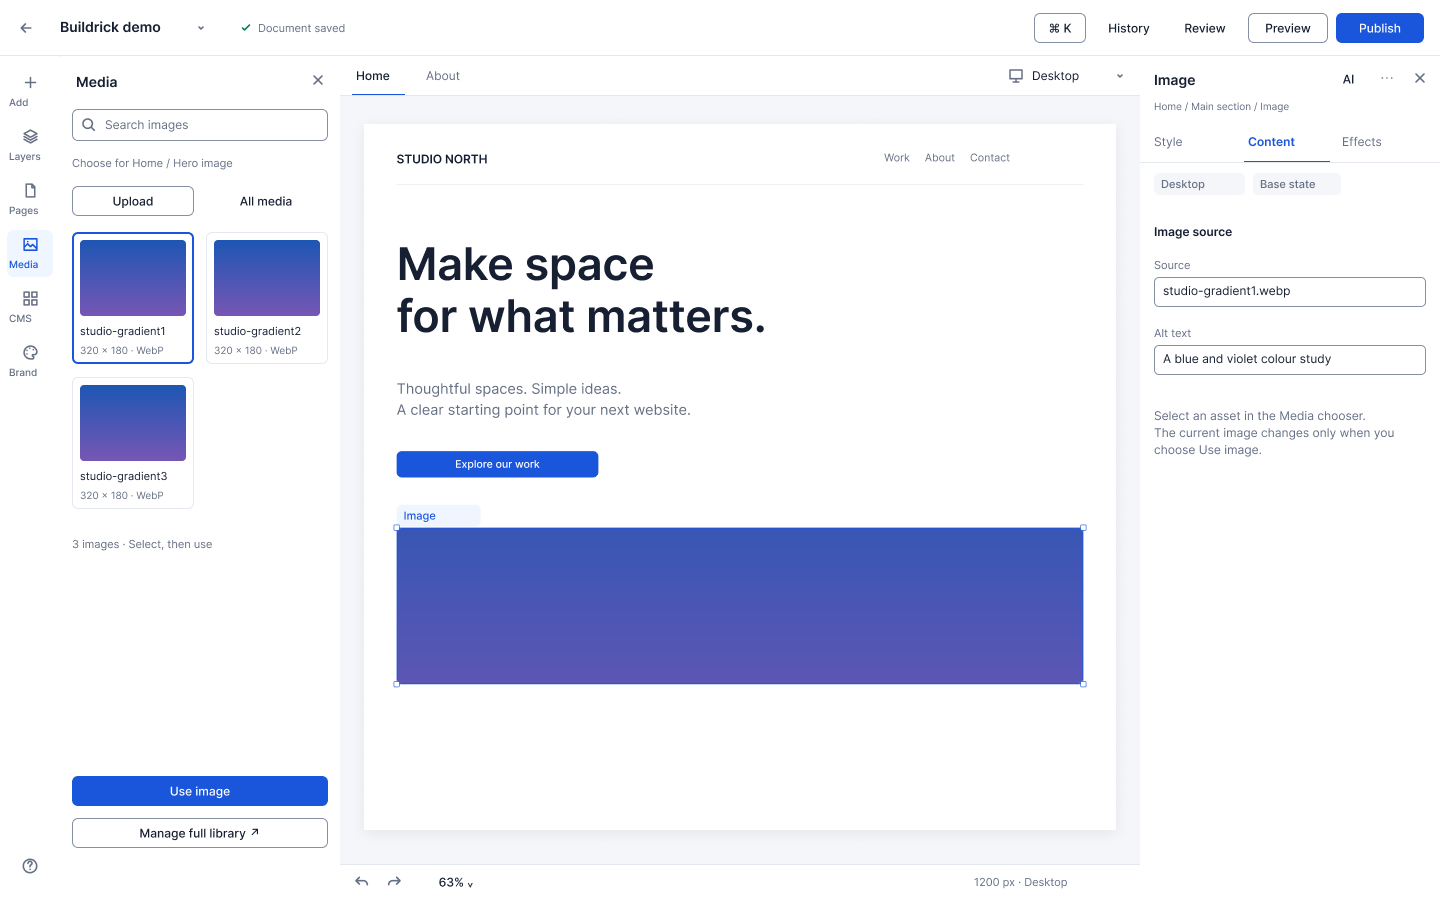 Buildrick demo
Document saved
⌘ K
History
Review
Preview
Publish
Add
Layers
Pages
Media
CMS
Brand
Media
Search images
Choose for Home / Hero image
Upload
All media
studio-gradient1
320 × 180 · WebP
studio-gradient2
320 × 180 · WebP
studio-gradient3
320 × 180 · WebP
3 images · Select, then use
Use image
Manage full library ↗
Home
About
Desktop
STUDIO NORTH
Work
About
Contact
Make space
for what matters.
Thoughtful spaces. Simple ideas.
A clear starting point for your next website.
Explore our work
Image
63%
1200 px · Desktop
Image
AI
···
Home / Main section / Image
Style
Content
Effects
Desktop
Base state
Image source
Source
studio-gradient1.webp
Alt text
A blue and violet colour study
Select an asset in the Media chooser.
The current image changes only when you
choose Use image.